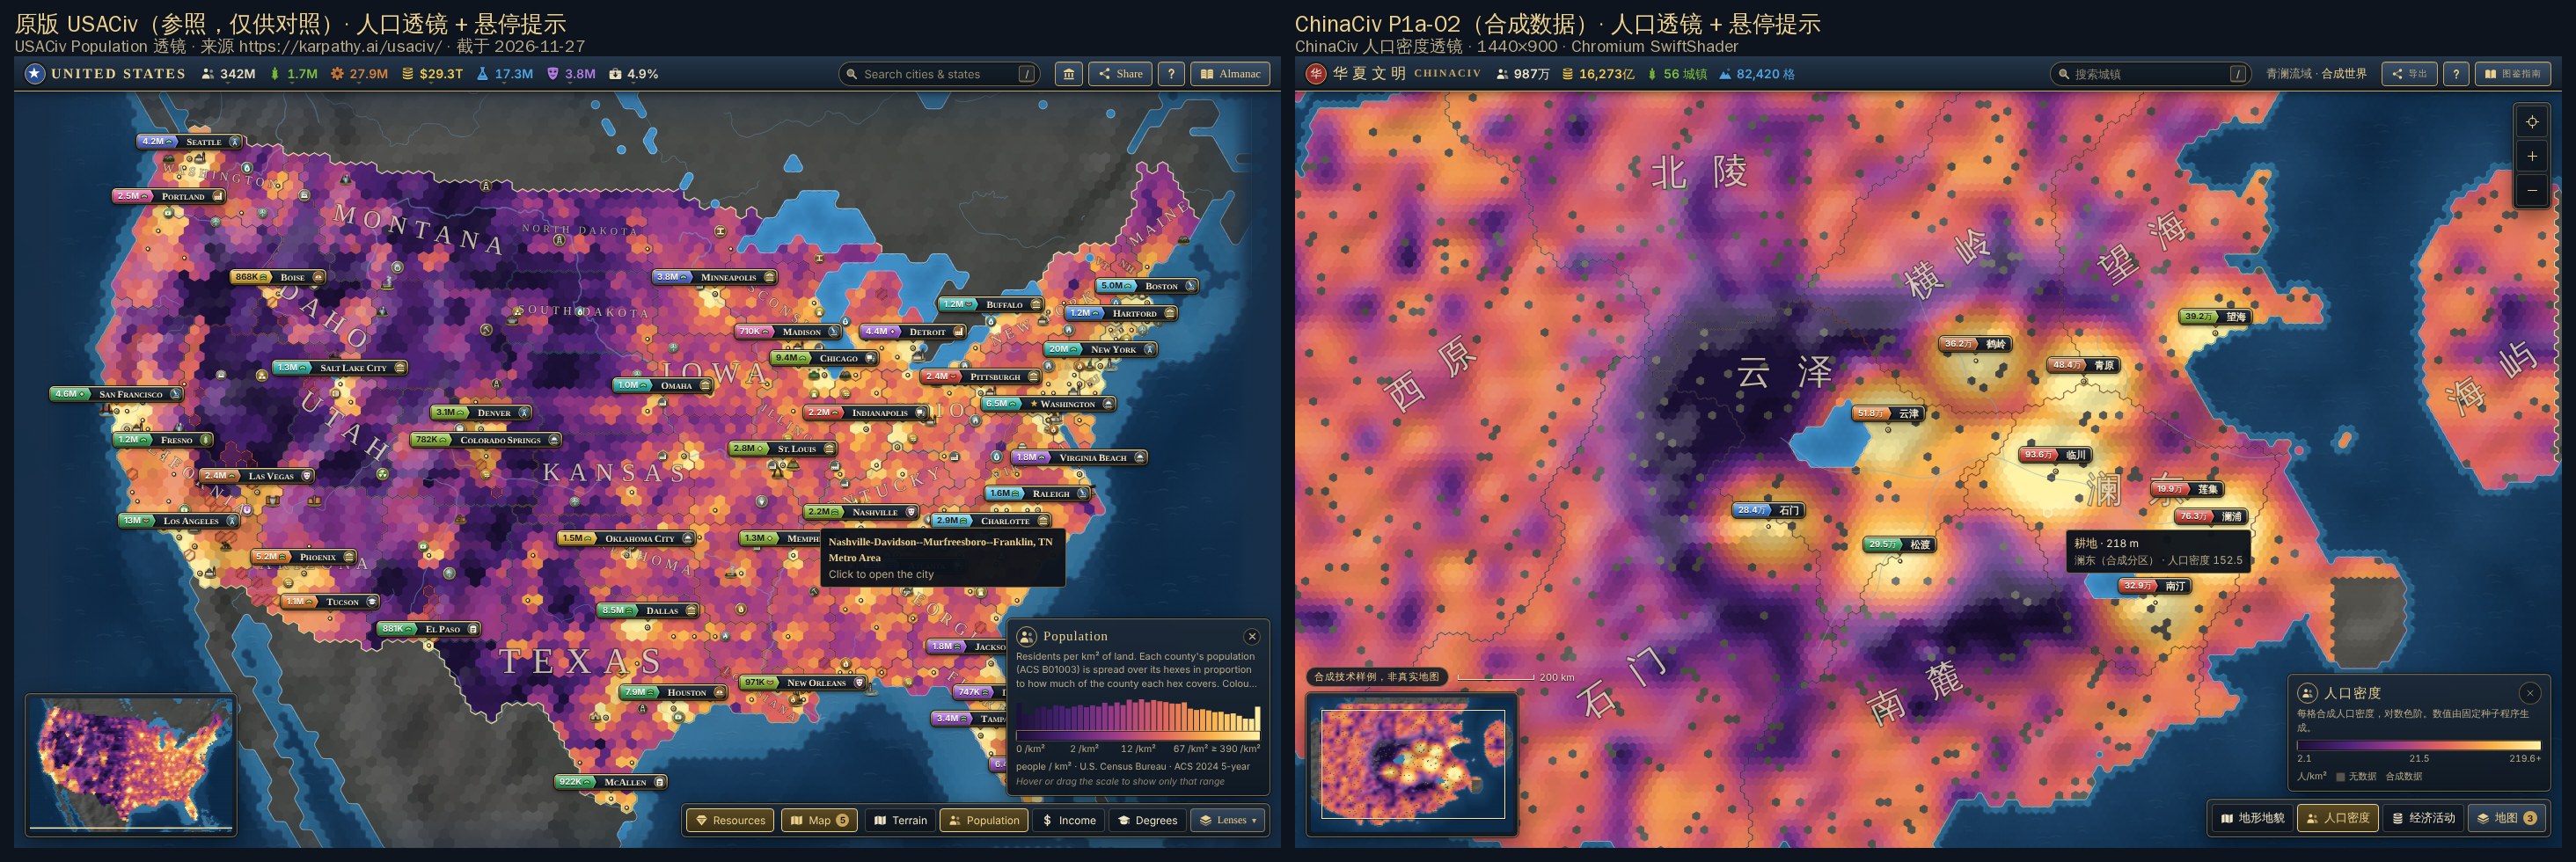 原版 USACiv（参照，仅供对照）· 人口透镜 + 悬停提示
USACiv Population 透镜 · 来源 https://karpathy.ai/usaciv/ · 截于 2026-11-27
UNITED STATES 342M 1.7M 27.9M $29.3T 17.3M 3.8M 4.9%
Search cities & states /
Share ? Almanac
4.2M SEATTLE
WASHINGTON
2.5M PORTLAND
MONTANA
NORTH DAKOTA
MAINE
868K BOISE
3.8M MINNEAPOLIS
5.0M BOSTON
IDAHO
SOUTH DAKOTA
1.2M BUFFALO
1.2M HARTFORD
710K MADISON
4.4M DETROIT
20M NEW YORK
9.4M CHICAGO
1.3M SALT LAKE CITY
IOWA
2.4M PITTSBURGH
1.0M OMAHA
4.6M SAN FRANCISCO
6.5M ★ WASHINGTON
3.1M DENVER
2.2M INDIANAPOLIS
UTAH
1.2M FRESNO
782K COLORADO SPRINGS
2.8M ST. LOUIS
1.8M VIRGINIA BEACH
2.4M LAS VEGAS
KANSAS
1.6M RALEIGH
2.2M NASHVILLE
13M LOS ANGELES
2.9M CHARLOTTE
1.5M OKLAHOMA CITY
1.3M MEMPH
Nashville-Davidson--Murfreesboro--Franklin, TN
Metro Area
Click to open the city
5.2M PHOENIX
1.1M TUCSON
8.5M DALLAS
881K EL PASO
TEXAS
1.8M JACKSO
971K NEW ORLEANS
7.9M HOUSTON
747K
3.4M TAMP
922K MCALLEN
Population
Residents per km² of land. Each county's population
(ACS B01003) is spread over its hexes in proportion
to how much of the county each hex covers. Colou...
0 /km² 2 /km² 12 /km² 67 /km² ≥ 390 /km²
people / km² · U.S. Census Bureau · ACS 2024 5-year
Hover or drag the scale to show only that range
Resources Map 5 Terrain Population $ Income Degrees Lenses
ChinaCiv P1a-02（合成数据）· 人口透镜 + 悬停提示
ChinaCiv 人口密度透镜 · 1440×900 · Chromium SwiftShader
华 华夏文明 CHINACIV 987万 16,273亿 56 城镇 82,420 格
搜索城镇 /
青澜流域 · 合成世界
导出 ? 图鉴指南
北陵
横岭
望海
39.2万 望海
36.2万 鹤岭
48.4万 青原
西原
云泽
海屿
51.8万 云津
93.6万 临川
澜东
19.9万 莲集
28.4万 石门
76.3万 澜浦
29.5万 松渡
耕地 · 218 m
澜东（合成分区） · 人口密度 152.5
32.9万 南汀
石门
南麓
合成技术样例，非真实地图
200 km
人口密度
每格合成人口密度，对数色阶。数值由固定种子程序生
成。
2.1 21.5 219.6+
人/km² 无数据 合成数据
地形地貌 人口密度 经济活动 地图 3